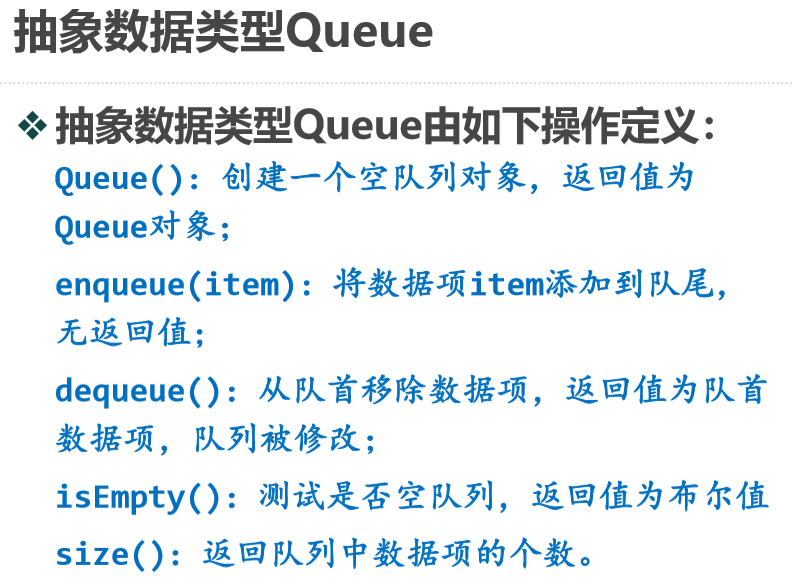 抽象数据类型Queue
❖抽象数据类型Queue由如下操作定义：
Queue()：创建一个空队列对象，返回值为
Queue对象；
enqueue(item)：将数据项item添加到队尾，
无返回值；
dequeue()：从队首移除数据项，返回值为队首
数据项，队列被修改；
isEmpty()：测试是否空队列，返回值为布尔值
size()：返回队列中数据项的个数。